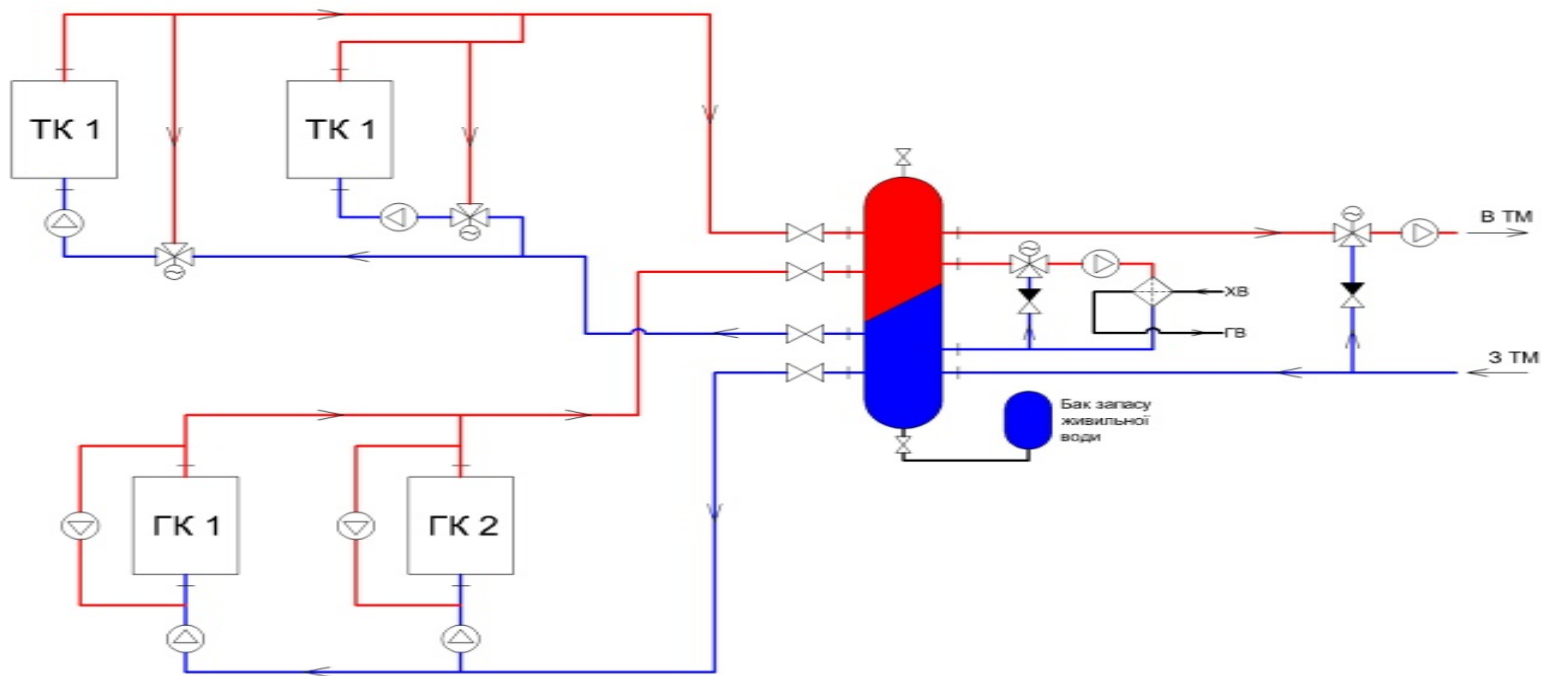 ТК 1
ТК 1
В ТМ
ХВ
ГВ
З ТМ
Бак запасу
живильної
води
ГК 1
ГК 2